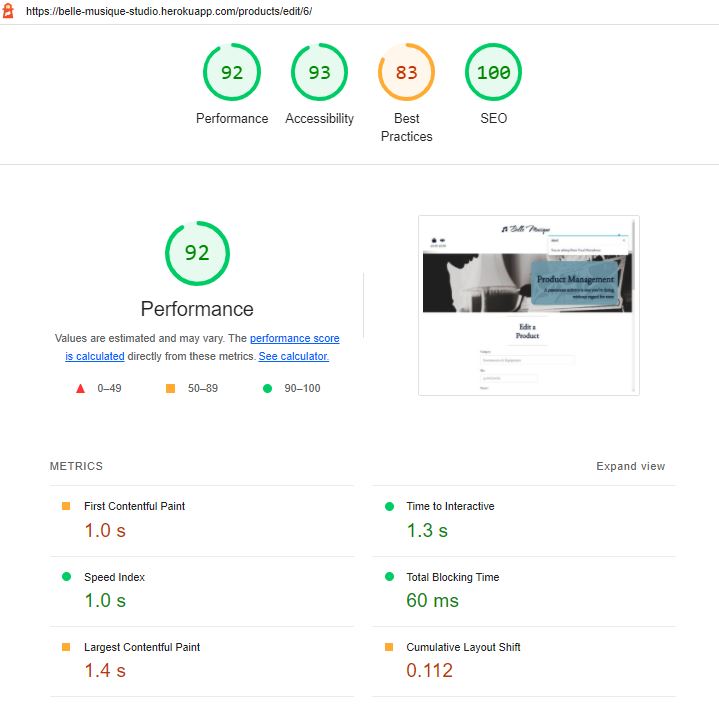 https://belle-musique-studio.herokuapp.com/products/edit/6/
92
93
83
100
Performance
Accessibility
Best
Practices
SEO
92
Performance
Values are estimated and may vary. The performance score
is calculated directly from these metrics. See calculator.
0–49
50–89
90–100
Belle Musique
Product Management
Edit a
Product
METRICS
Expand view
First Contentful Paint
1.0 s
Time to Interactive
1.3 s
Speed Index
1.0 s
Total Blocking Time
60 ms
Largest Contentful Paint
1.4 s
Cumulative Layout Shift
0.112